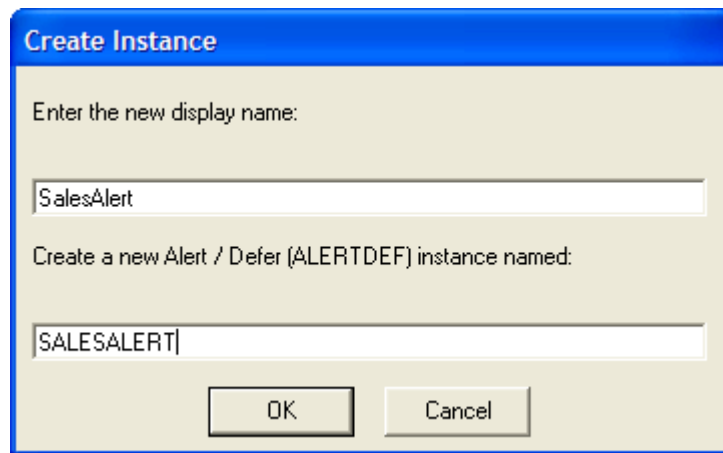 Create Instance
Enter the new display name:
SalesAlert
Create a new Alert / Defer (ALERTDEF) instance named:
SALESALERT
OK Cancel